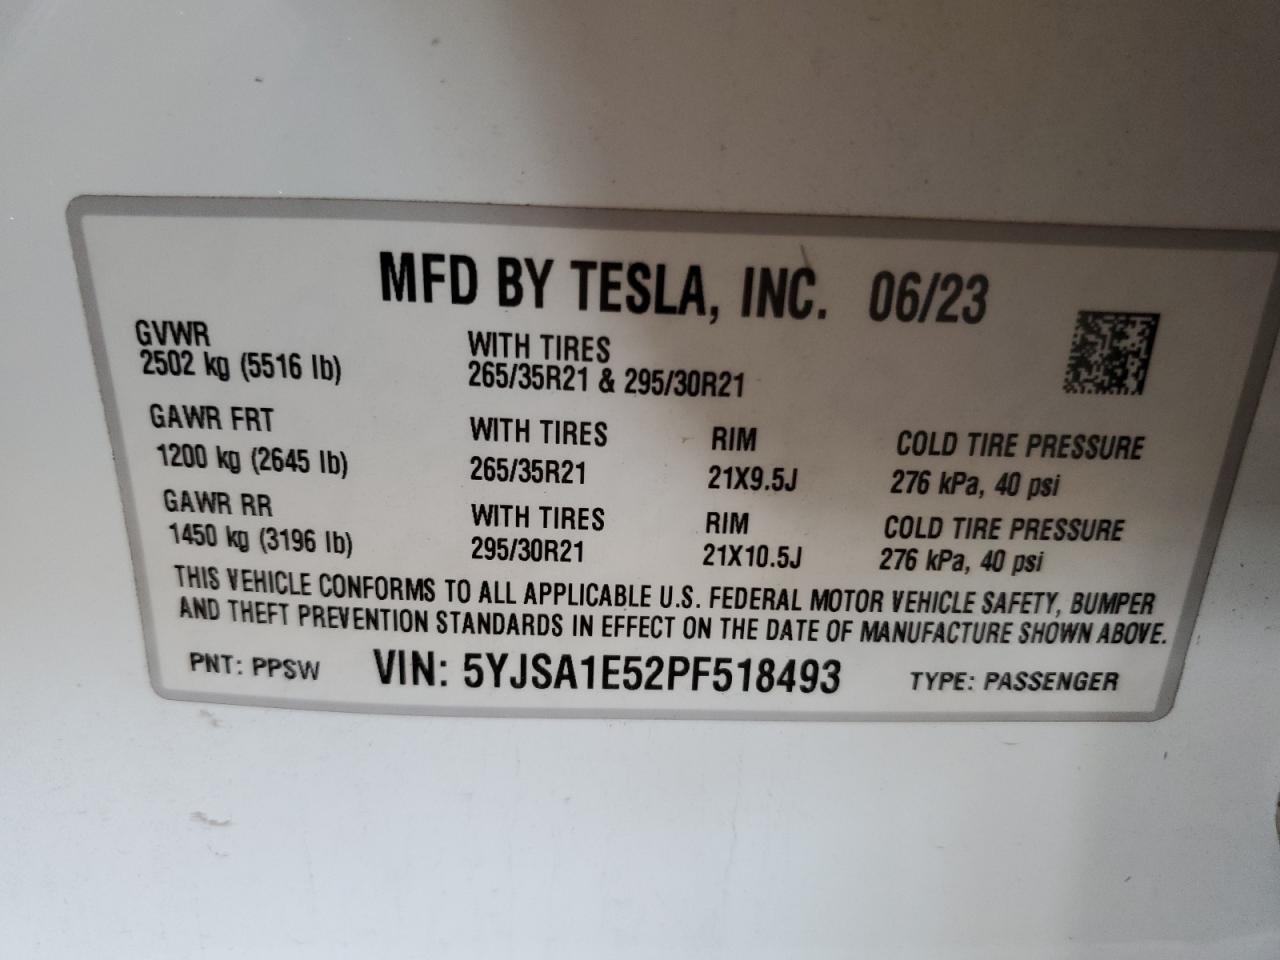 MFD BY TESLA, INC. 06/23
GVWR
2502 kg (5516 lb)
WITH TIRES
265/35R21 & 295/30R21
GAWR FRT
1200 kg (2645 lb)
WITH TIRES
265/35R21
RIM
21X9.5J
COLD TIRE PRESSURE
276 kPa, 40 psi
GAWR RR
1450 kg (3196 lb)
WITH TIRES
295/30R21
RIM
21X10.5J
COLD TIRE PRESSURE
276 kPa, 40 psi
THIS VEHICLE CONFORMS TO ALL APPLICABLE U.S. FEDERAL MOTOR VEHICLE SAFETY, BUMPER
AND THEFT PREVENTION STANDARDS IN EFFECT ON THE DATE OF MANUFACTURE SHOWN ABOVE.
PNT: PPSW VIN: 5YJSA1E52PF518493 TYPE: PASSENGER